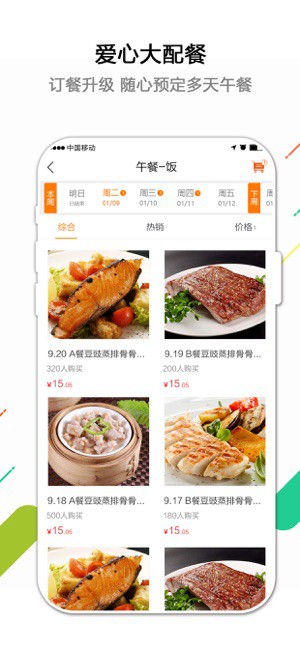 爱心大配餐
订餐升级 随心预定多天午餐
中国移动
午餐-饭
本周
明日
周二
01/09
周三
01/10
周四
01/11
周五
01/12
下周
综合
热销
价格
9.20 A餐豆豉蒸排骨骨...
320人购买
¥15.05
9.19 B餐豆豉蒸排骨骨...
160人购买
¥15.05
9.18 A餐豆豉蒸排骨骨...
500人购买
¥15.05
9.17 B餐豆豉蒸排骨骨...
180人购买
¥15.05